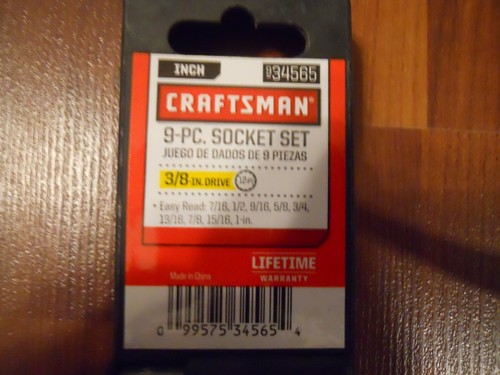 INCH
934565
CRAFTSMAN®
9-PC. SOCKET SET
JUEGO DE DADOS DE 9 PIEZAS
3/8-IN. DRIVE 12pt
• Easy Read: 7/16, 1/2, 9/16, 5/8, 3/4,
13/16, 7/8, 15/16, 1-in.
LIFETIME
WARRANTY
Made in China
0 99575 34565 4